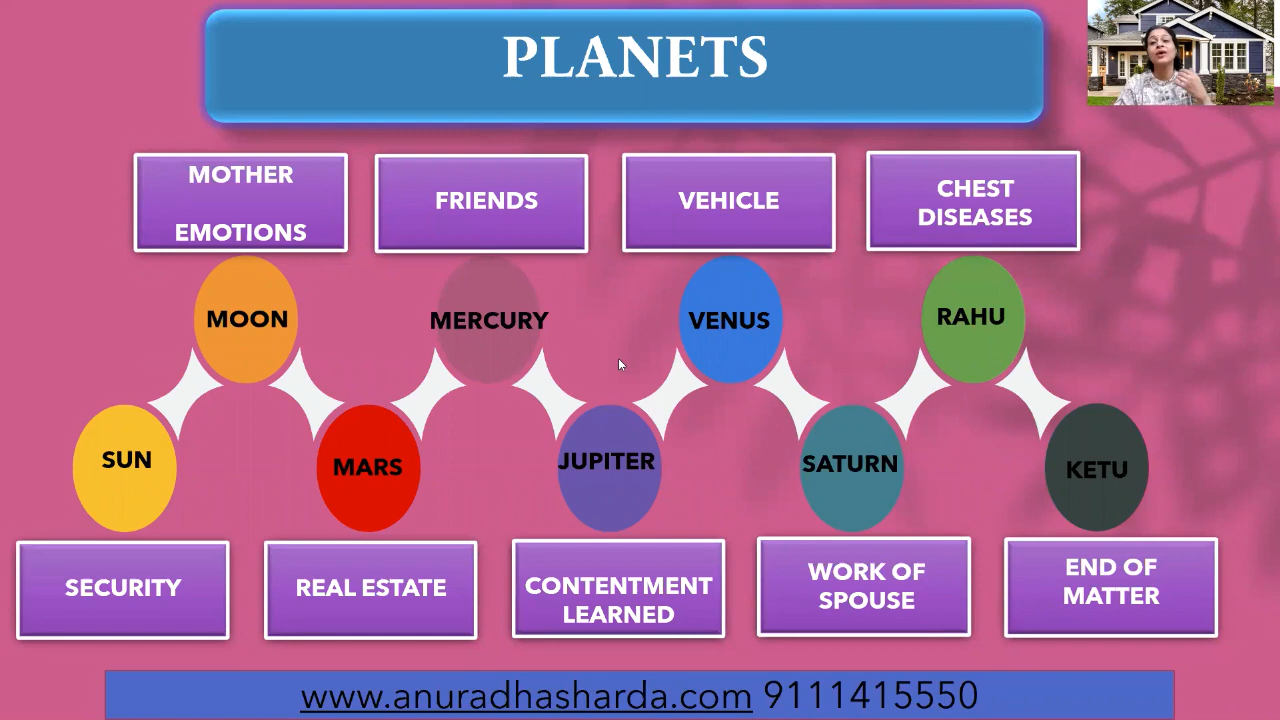 PLANETS
MOTHER
EMOTIONS
FRIENDS
VEHICLE
CHEST
DISEASES
MOON
MERCURY
VENUS
RAHU
SUN
MARS
JUPITER
SATURN
KETU
SECURITY
REAL ESTATE
CONTENTMENT
LEARNED
WORK OF
SPOUSE
END OF
MATTER
www.anuradhasharda.com 9111415550